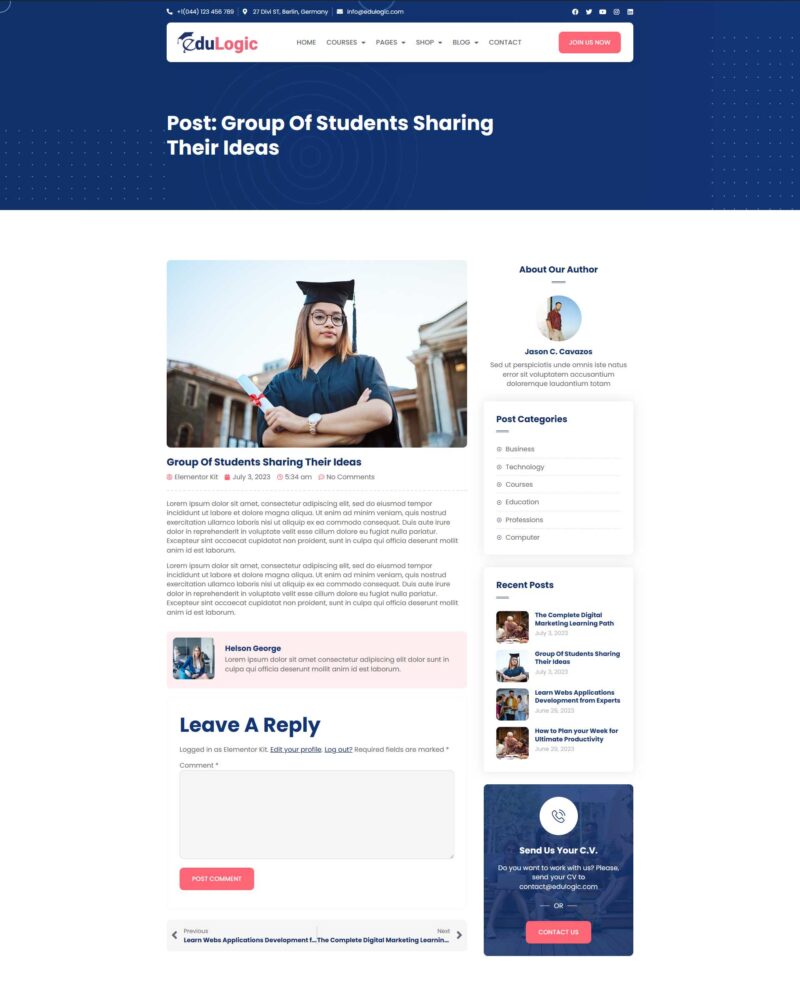 +1(044) 123 456 789
27 Divi ST, Berlin, Germany
info@edulogic.com
eduLogic
HOME
COURSES
PAGES
SHOP
BLOG
CONTACT
JOIN US NOW
Post: Group Of Students Sharing
Their Ideas
Group Of Students Sharing Their Ideas
Elementor Kit
July 3, 2023
5:34 am
No Comments
Lorem ipsum dolor sit amet, consectetur adipiscing elit, sed do eiusmod tempor
incididunt ut labore et dolore magna aliqua. Ut enim ad minim veniam, quis nostrud
exercitation ullamco laboris nisi ut aliquip ex ea commodo consequat. Duis aute irure
dolor in reprehenderit in voluptate velit esse cillum dolore eu fugiat nulla pariatur.
Excepteur sint occaecat cupidatat non proident, sunt in culpa qui officia deserunt mollit
anim id est laborum.
Lorem ipsum dolor sit amet, consectetur adipiscing elit, sed do eiusmod tempor
incididunt ut labore et dolore magna aliqua. Ut enim ad minim veniam, quis nostrud
exercitation ullamco laboris nisi ut aliquip ex ea commodo consequat. Duis aute irure
dolor in reprehenderit in voluptate velit esse cillum dolore eu fugiat nulla pariatur.
Excepteur sint occaecat cupidatat non proident, sunt in culpa qui officia deserunt mollit
anim id est laborum.
Helson George
Lorem ipsum dolor sit amet, consectetur adipiscing elit dolor sunt in
culpa qui officia deserunt mollit anim id est laborum.
Leave A Reply
Logged in as Elementor Kit. Edit your profile. Log out? Required fields are marked *
Comment *
POST COMMENT
Previous
Learn Webs Applications Development f...
Next
The Complete Digital Marketing Learnin...
About Our Author
Jason C. Cavazos
Sed ut perspiciatis unde omnis iste natus
error sit voluptatem accusantium
doloremque laudantium totam
Post Categories
Business
Technology
Courses
Education
Professions
Computer
Recent Posts
The Complete Digital
Marketing Learning Path
July 3, 2023
Group Of Students Sharing
Their Ideas
July 3, 2023
Learn Webs Applications
Development from Experts
June 29, 2023
How to Plan your Week for
Ultimate Productivity
June 29, 2023
Send Us Your C.V.
Do you want to work with us? Please,
send your CV to
contact@edulogic.com
OR
CONTACT US